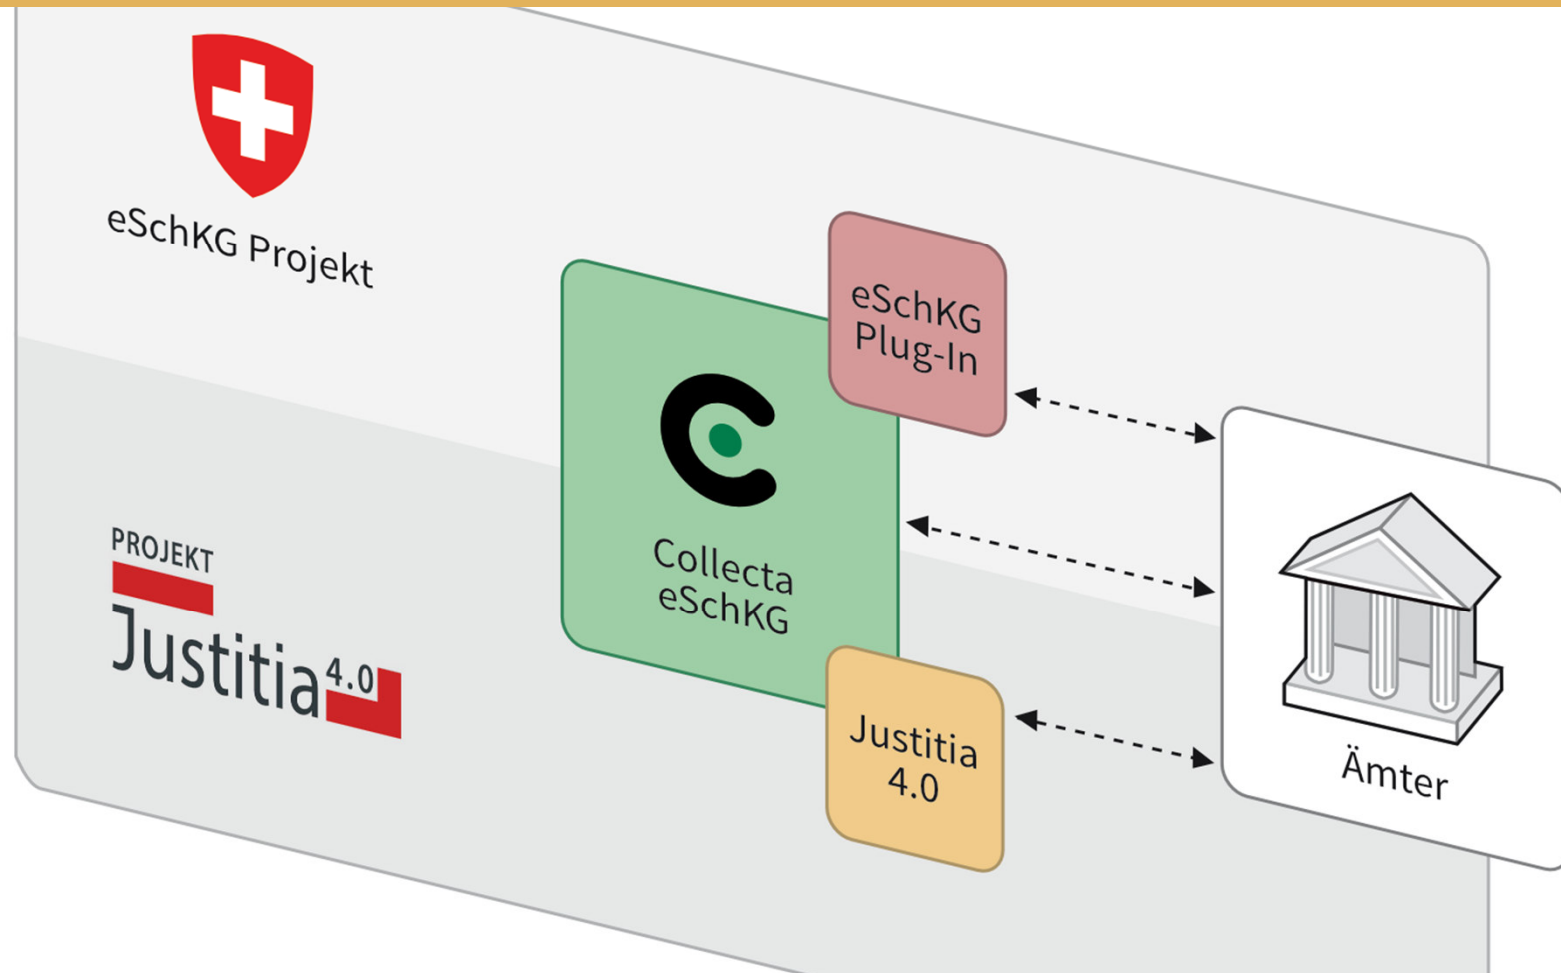 eSchKG Projekt
eSchKG
Plug-In
Collecta
eSchKG
PROJEKT
Justitia 4.0
Justitia
4.0
Ämter